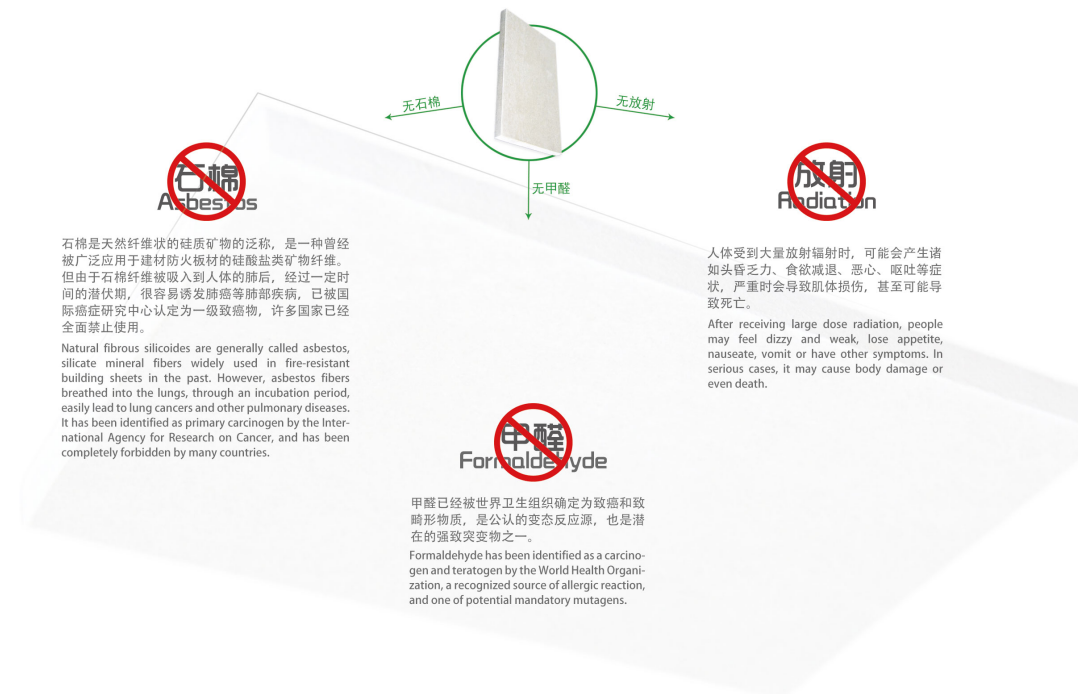 无石棉
无放射
无甲醛
石棉
Asbestos
石棉是天然纤维状的硅质矿物的泛称，是一种曾经
被广泛应用于建材防火板材的硅酸盐类矿物纤维。
但由于石棉纤维被吸入到人体的肺后，经过一定时
间的潜伏期，很容易诱发肺癌等肺部疾病，已被国
际癌症研究中心认定为一级致癌物，许多国家已经
全面禁止使用。
Natural fibrous silicoides are generally called asbestos,
silicate mineral fibers widely used in fire-resistant
building sheets in the past. However, asbestos fibers
breathed into the lungs, through an incubation period,
easily lead to lung cancers and other pulmonary diseases.
It has been identified as primary carcinogen by the Inter-
national Agency for Research on Cancer, and has been
completely forbidden by many countries.
放射
Radiation
人体受到大量放射辐射时，可能会产生诸
如头昏乏力、食欲减退、恶心、呕吐等症
状，严重时会导致肌体损伤，甚至可能导
致死亡。
After receiving large dose radiation, people
may feel dizzy and weak, lose appetite,
nauseate, vomit or have other symptoms. In
serious cases, it may cause body damage or
even death.
甲醛
Formaldehyde
甲醛已经被世界卫生组织确定为致癌和致
畸形物质，是公认的变态反应源，也是潜
在的强致突变物之一。
Formaldehyde has been identified as a carcino-
gen and teratogen by the World Health Organi-
zation, a recognized source of allergic reaction,
and one of potential mandatory mutagens.